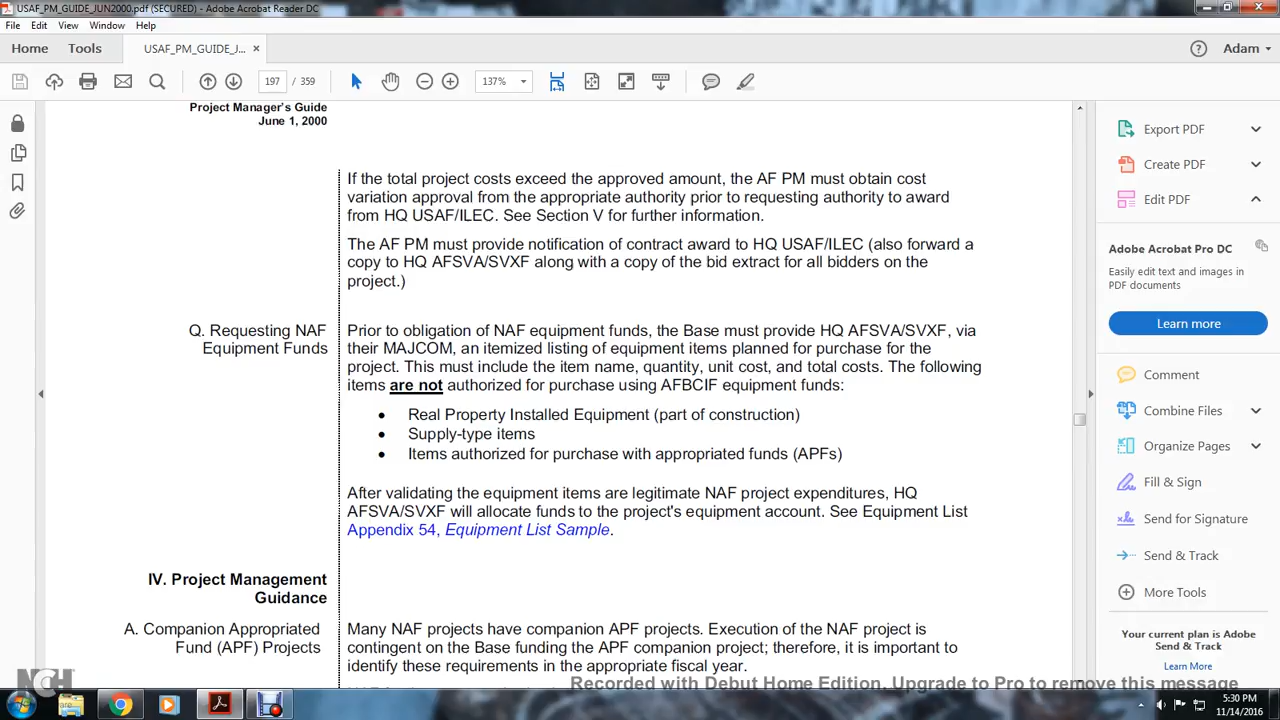 USAF_PM_GUIDE_JUN2000.pdf (SECURED) - Adobe Acrobat Reader DC
File Edit View Window Help
Home Tools USAF_PM_GUIDE_J... × Adam
197 / 359 137%
Project Manager's Guide
June 1, 2000
If the total project costs exceed the approved amount, the AF PM must obtain cost
variation approval from the appropriate authority prior to requesting authority to award
from HQ USAF/ILEC. See Section V for further information.
The AF PM must provide notification of contract award to HQ USAF/ILEC (also forward a
copy to HQ AFSVA/SVXF along with a copy of the bid extract for all bidders on the
project.)
Q. Requesting NAF
Equipment Funds
Prior to obligation of NAF equipment funds, the Base must provide HQ AFSVA/SVXF, via
their MAJCOM, an itemized listing of equipment items planned for purchase for the
project. This must include the item name, quantity, unit cost, and total costs. The following
items are not authorized for purchase using AFBCIF equipment funds:
• Real Property Installed Equipment (part of construction)
• Supply-type items
• Items authorized for purchase with appropriated funds (APFs)
After validating the equipment items are legitimate NAF project expenditures, HQ
AFSVA/SVXF will allocate funds to the project's equipment account. See Equipment List
Appendix 54, Equipment List Sample.
IV. Project Management
Guidance
A. Companion Appropriated
Fund (APF) Projects
Many NAF projects have companion APF projects. Execution of the NAF project is
contingent on the Base funding the APF companion project; therefore, it is important to
identify these requirements in the appropriate fiscal year.
Export PDF
Create PDF
Edit PDF
Adobe Acrobat Pro DC
Easily edit text and images in
PDF documents
Learn more
Comment
Combine Files
Organize Pages
Fill & Sign
Send for Signature
Send & Track
More Tools
Your current plan is Adobe
Send & Track
Learn More
NCH
Recorded with Debut Home Edition. Upgrade to Pro to remove this message
5:30 PM
11/14/2016